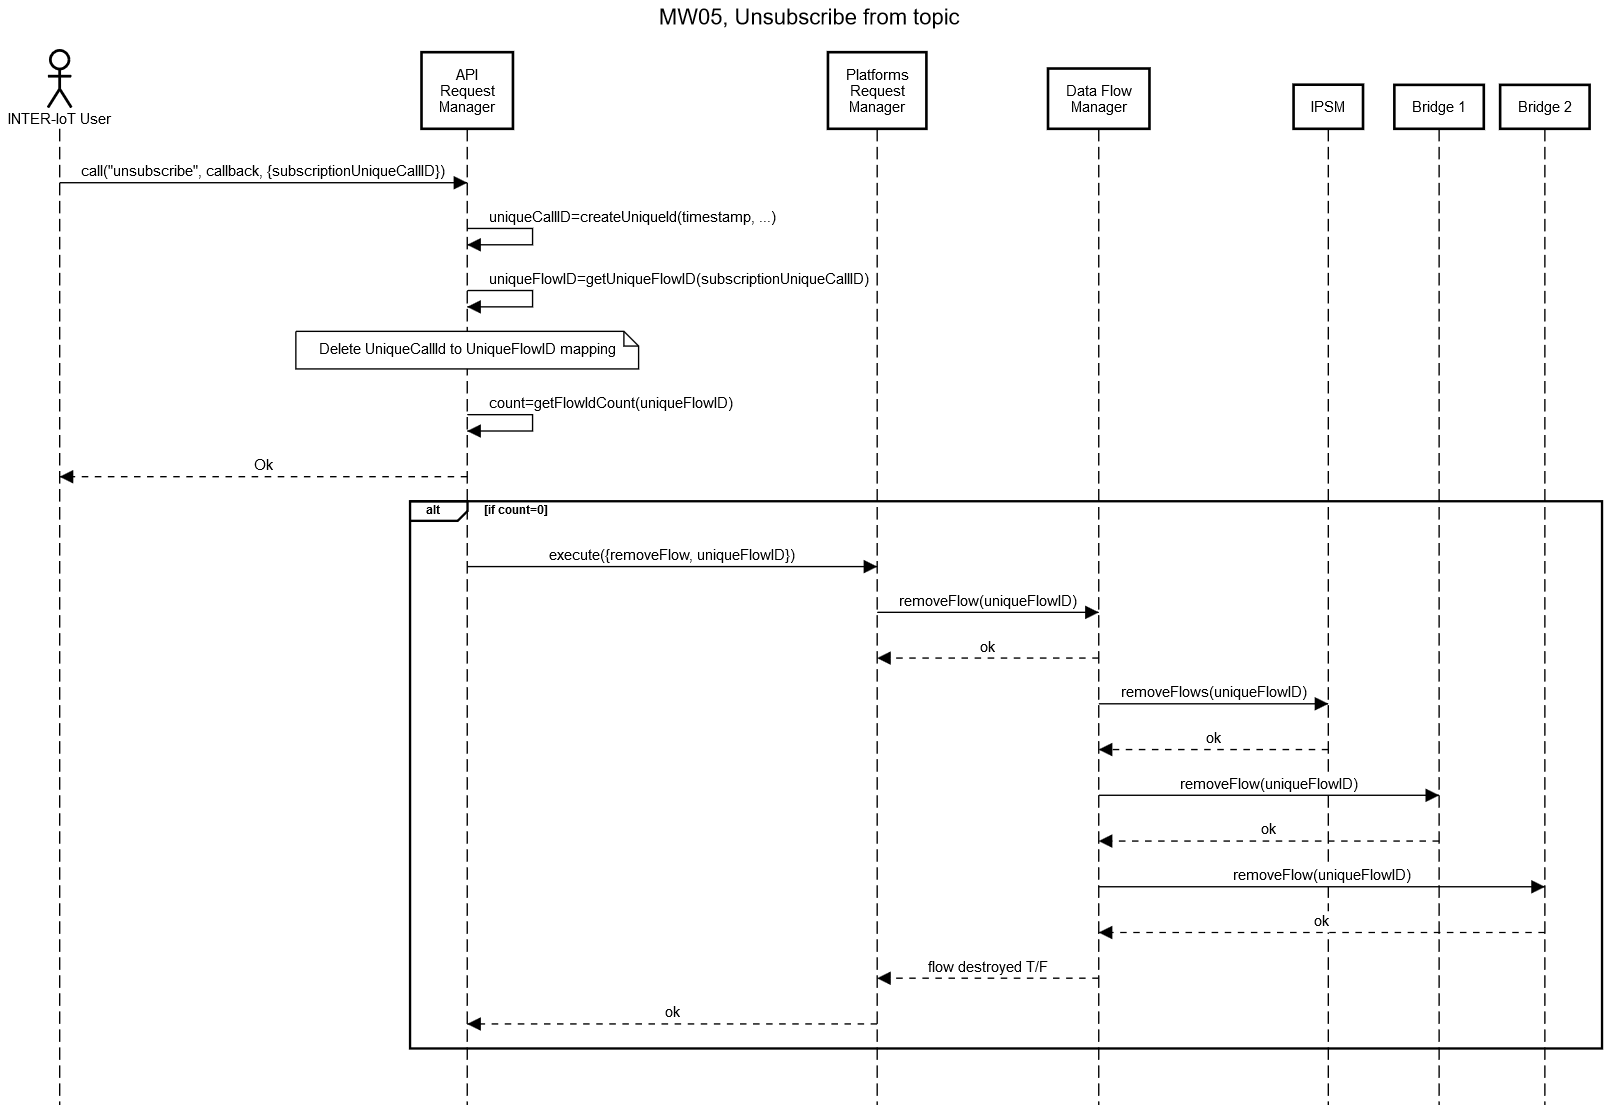 MW05, Unsubscribe from topic
INTER-IoT User
API
Request
Manager
Platforms
Request
Manager
Data Flow
Manager
IPSM
Bridge 1
Bridge 2
call("unsubscribe", callback, {subscriptionUniqueCallID})
uniqueCallID=createUniqueId(timestamp, ...)
uniqueFlowID=getUniqueFlowID(subscriptionUniqueCallID)
Delete UniqueCallId to UniqueFlowID mapping
count=getFlowIdCount(uniqueFlowID)
Ok
alt [if count=0]
execute({removeFlow, uniqueFlowID})
removeFlow(uniqueFlowID)
ok
removeFlows(uniqueFlowID)
ok
removeFlow(uniqueFlowID)
ok
removeFlow(uniqueFlowID)
ok
flow destroyed T/F
ok